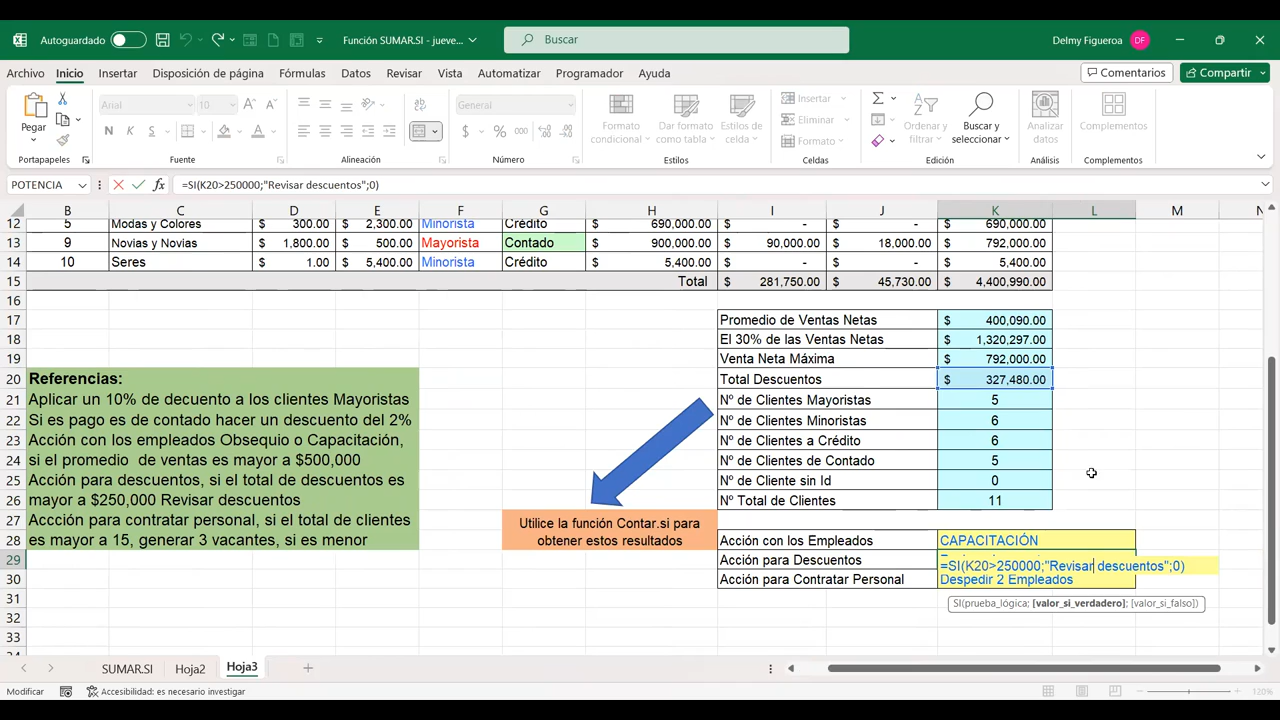 Autoguardado
Función SUMAR.SI - jueve...
Buscar
Delmy Figueroa
DF
Archivo Inicio Insertar Disposición de página Fórmulas Datos Revisar Vista Automatizar Programador Ayuda
Comentarios
Compartir
Pegar
Arial 10
N K S
General
$ % 000
Formato condicional
Dar formato como tabla
Estilos de celda
Insertar
Eliminar
Formato
Ordenar y filtrar
Buscar y seleccionar
Analizar datos
Complementos
Portapapeles Fuente Alineación Número Estilos Celdas Edición Análisis Complementos
POTENCIA
=SI(K20>250000;"Revisar descuentos";0)
B C D E F G H I J K L M N
12 5 Modas y Colores $ 300.00 $ 2,300.00 Minorista Crédito $ 690,000.00 $ - $ - $ 690,000.00
13 9 Novias y Novias $ 1,800.00 $ 500.00 Mayorista Contado $ 900,000.00 $ 90,000.00 $ 18,000.00 $ 792,000.00
14 10 Seres $ 1.00 $ 5,400.00 Minorista Crédito $ 5,400.00 $ - $ - $ 5,400.00
15 Total $ 281,750.00 $ 45,730.00 $ 4,400,990.00
16
17 Promedio de Ventas Netas $ 400,090.00
18 El 30% de las Ventas Netas $ 1,320,297.00
19 Venta Neta Máxima $ 792,000.00
20 Referencias: Total Descuentos $ 327,480.00
21 Aplicar un 10% de decuento a los clientes Mayoristas Nº de Clientes Mayoristas 5
22 Si es pago es de contado hacer un descuento del 2% Nº de Clientes Minoristas 6
23 Acción con los empleados Obsequio o Capacitación, Nº de Clientes a Crédito 6
24 si el promedio de ventas es mayor a $500,000 Nº de Clientes de Contado 5
25 Acción para descuentos, si el total de descuentos es Nº de Cliente sin Id 0
26 mayor a $250,000 Revisar descuentos Nº Total de Clientes 11
27 Accción para contratar personal, si el total de clientes Utilice la función Contar.si para
28 es mayor a 15, generar 3 vacantes, si es menor obtener estos resultados Acción con los Empleados CAPACITACIÓN
29 Acción para Descuentos =SI(K20>250000;"Revisar descuentos";0)
30 Acción para Contratar Personal Despedir 2 Empleados
31 SI(prueba_lógica; [valor_si_verdadero]; [valor_si_falso])
32
33
34
SUMAR.SI Hoja2 Hoja3
Modificar
Accesibilidad: es necesario investigar
120%